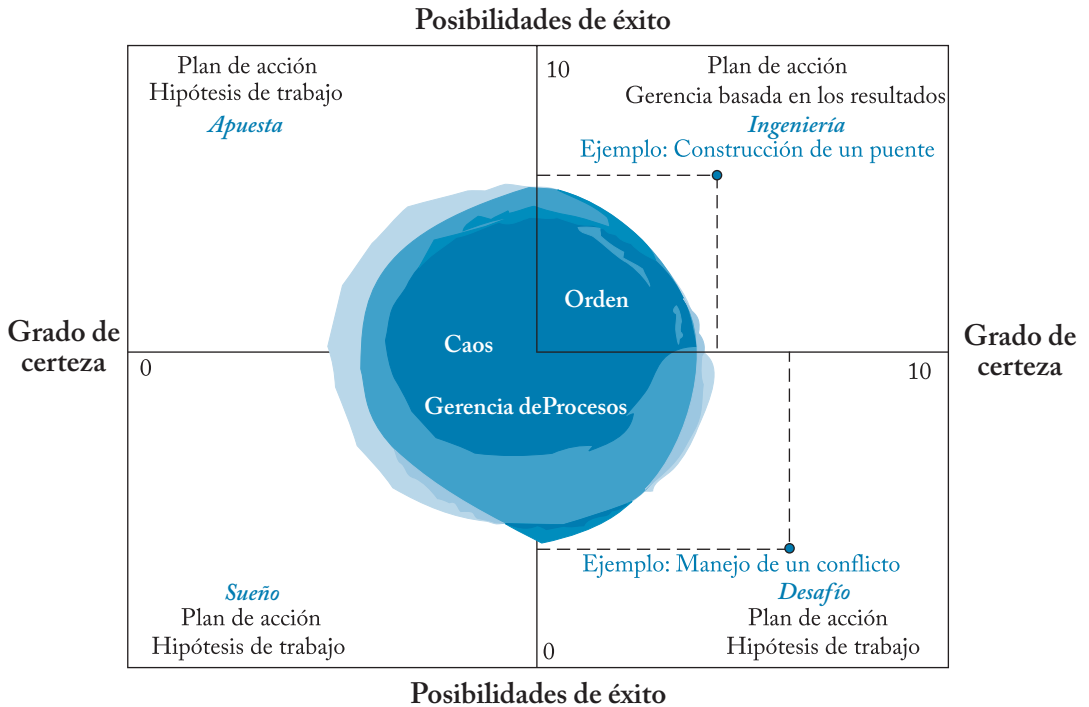 Posibilidades de éxito
Plan de acción
Hipótesis de trabajo
Apuesta
10
Plan de acción
Gerencia basada en los resultados
Ingeniería
Ejemplo: Construcción de un puente
Orden
Caos
Gerencia deProcesos
Grado de
certeza
0
Grado de
certeza
10
Sueño
Plan de acción
Hipótesis de trabajo
Ejemplo: Manejo de un conflicto
Desafío
Plan de acción
Hipótesis de trabajo
0
Posibilidades de éxito